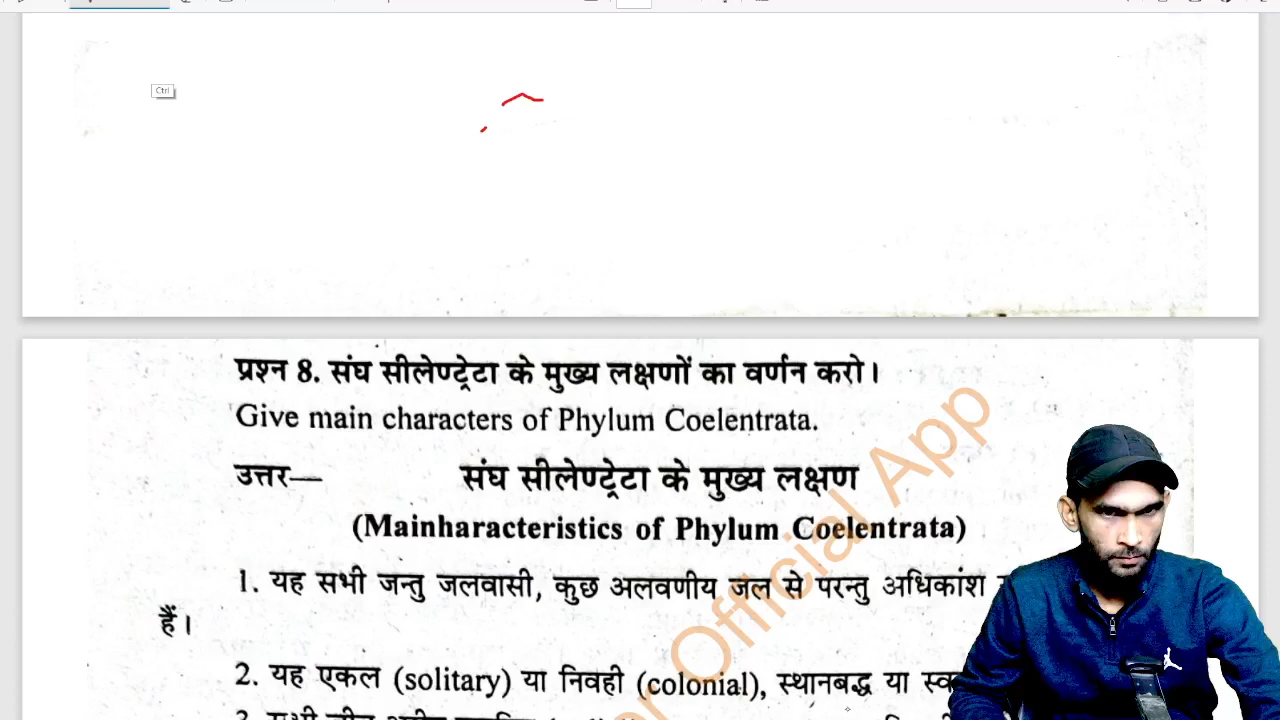 Ctrl
प्रश्न 8. संघ सीलेण्ट्रेटा के मुख्य लक्षणों का वर्णन करो।
Give main characters of Phylum Coelentrata.
उत्तर— संघ सीलेण्ट्रेटा के मुख्य लक्षण
(Mainharacteristics of Phylum Coelentrata)
1. यह सभी जन्तु जलवासी, कुछ अलवणीय जल से परन्तु अधिकांश
हैं।
2. यह एकल (solitary) या निवही (colonial), स्थानबद्ध या
Official App